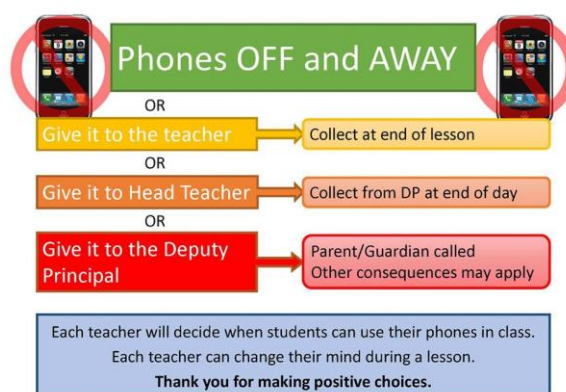 Phones OFF and AWAY
OR
Give it to the teacher
Collect at end of lesson
OR
Give it to Head Teacher
Collect from DP at end of day
OR
Give it to the Deputy
Principal
Parent/Guardian called
Other consequences may apply
Each teacher will decide when students can use their phones in class.
Each teacher can change their mind during a lesson.
Thank you for making positive choices.